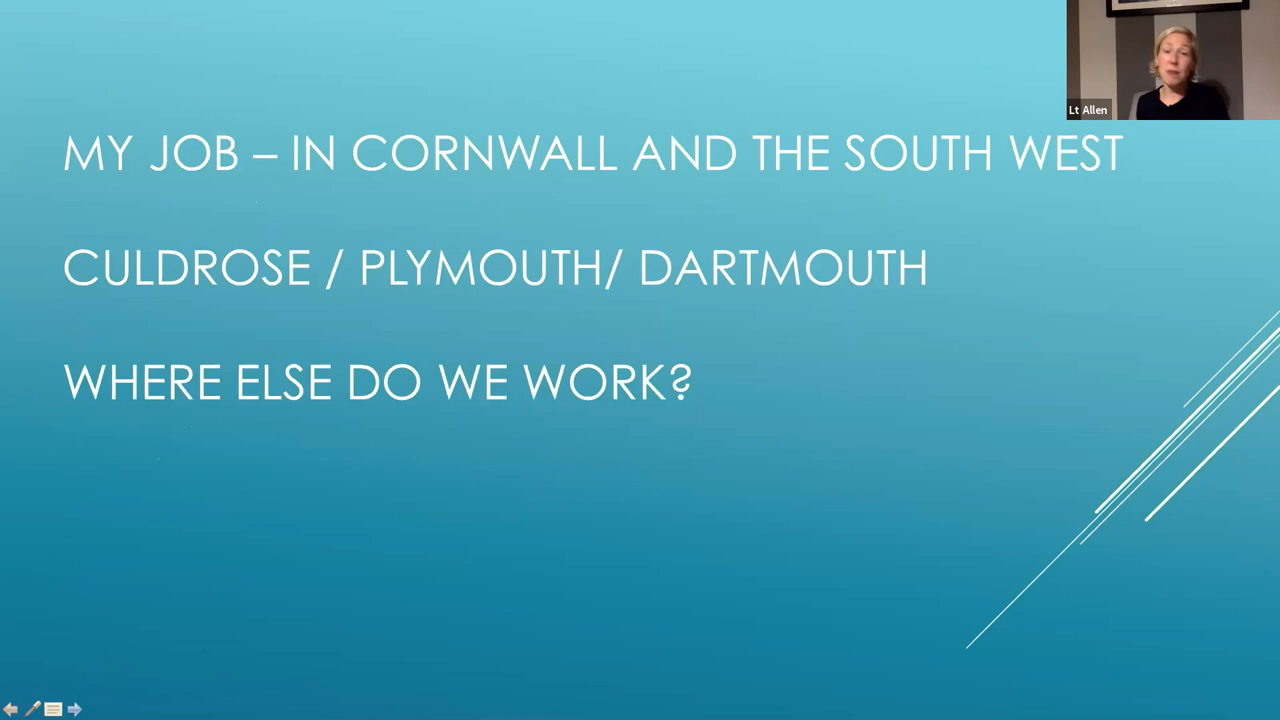 Lt Allen
MY JOB – IN CORNWALL AND THE SOUTH WEST
CULDROSE / PLYMOUTH/ DARTMOUTH
WHERE ELSE DO WE WORK?